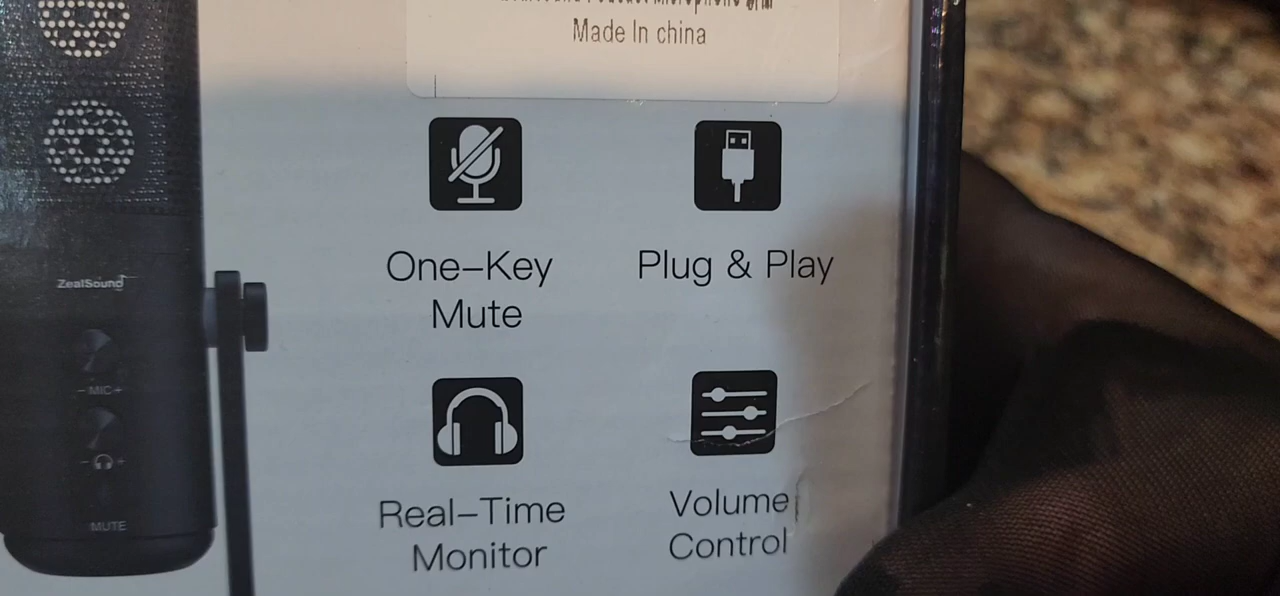 Made In china
One-Key
Mute
Plug & Play
ZealSound
- MIC +
- +
MUTE
Real-Time
Monitor
Volume
Control